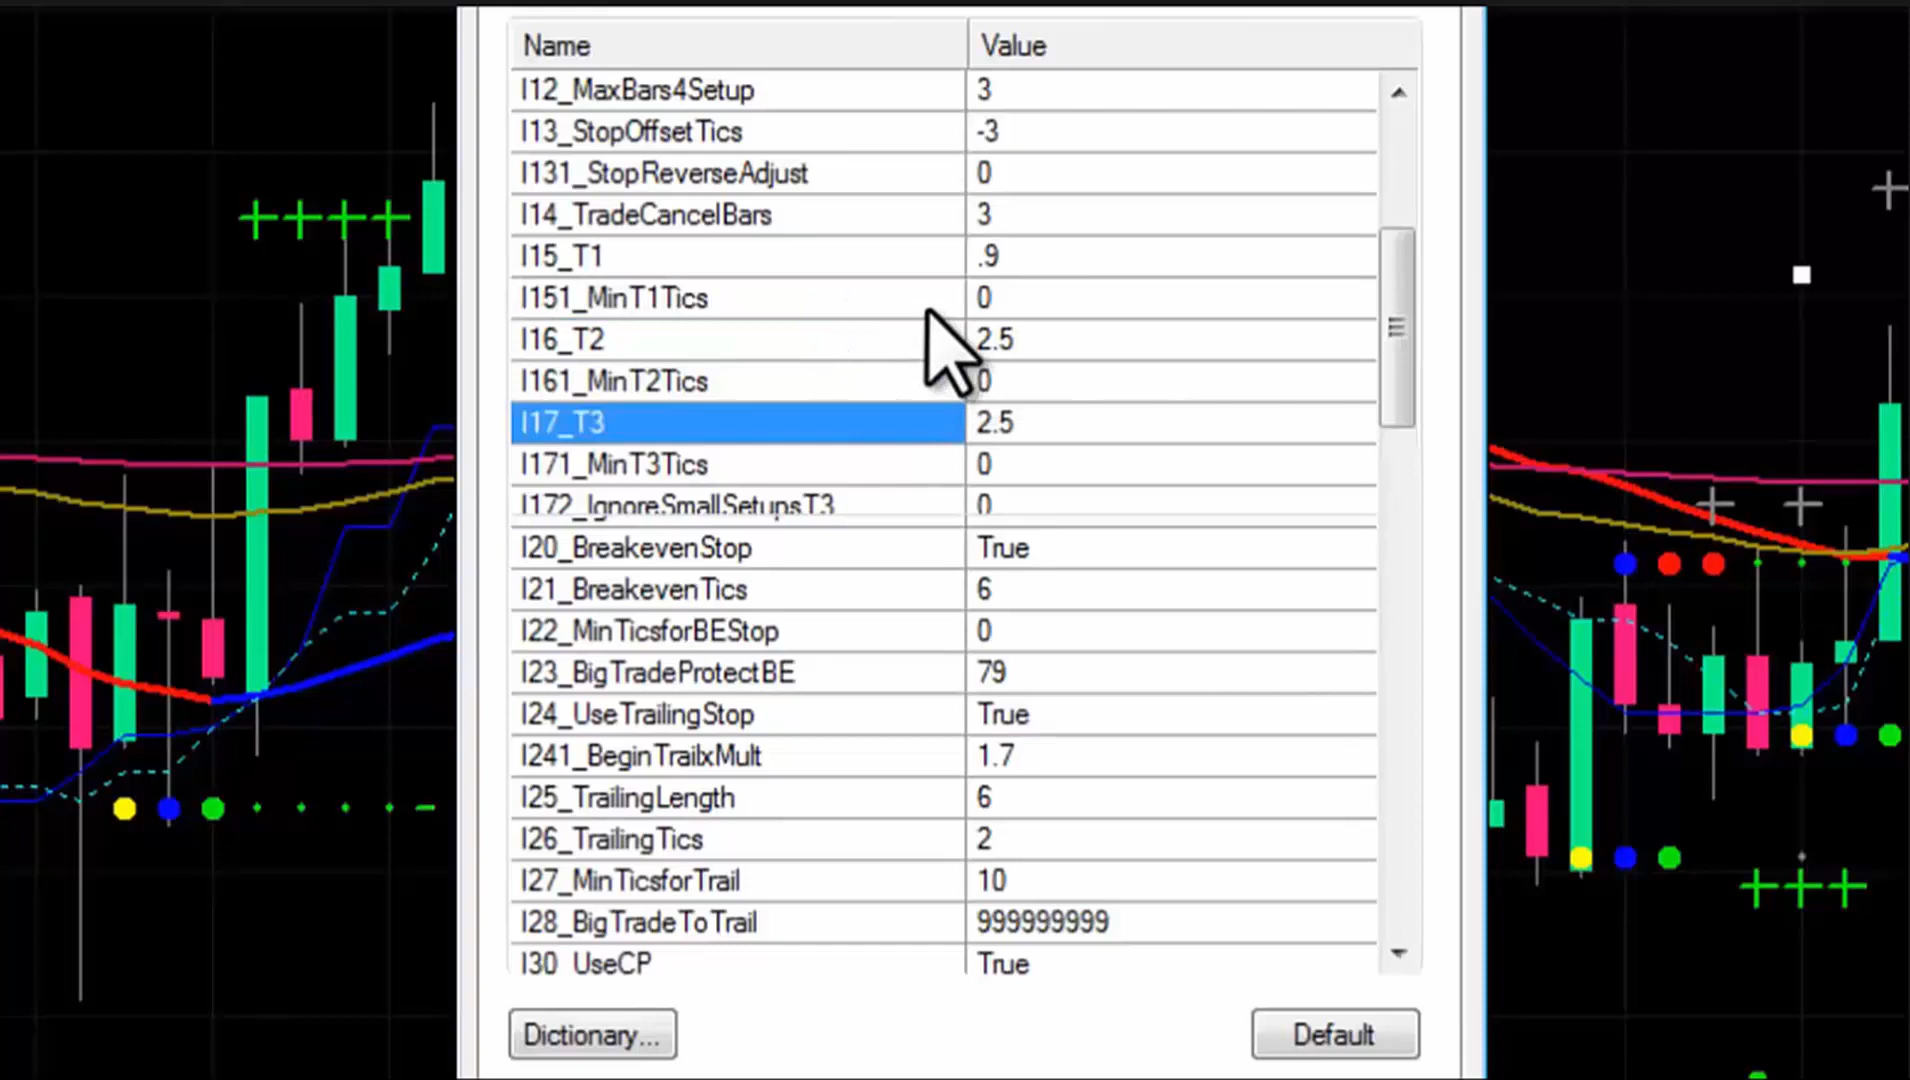 Name Value
I12_MaxBars4Setup 3
I13_StopOffsetTics -3
I131_StopReverseAdjust 0
I14_TradeCancelBars 3
I15_T1 .9
I151_MinT1Tics 0
I16_T2 2.5
I161_MinT2Tics 0
I17_T3 2.5
I171_MinT3Tics 0
I172_IgnoreSmallSetupsT3 0
I20_BreakevenStop True
I21_BreakevenTics 6
I22_MinTicsforBEStop 0
I23_BigTradeProtectBE 79
I24_UseTrailingStop True
I241_BeginTrailxMult 1.7
I25_TrailingLength 6
I26_TrailingTics 2
I27_MinTicsforTrail 10
I28_BigTradeToTrail 999999999
I30_UseCP True
Dictionary... Default